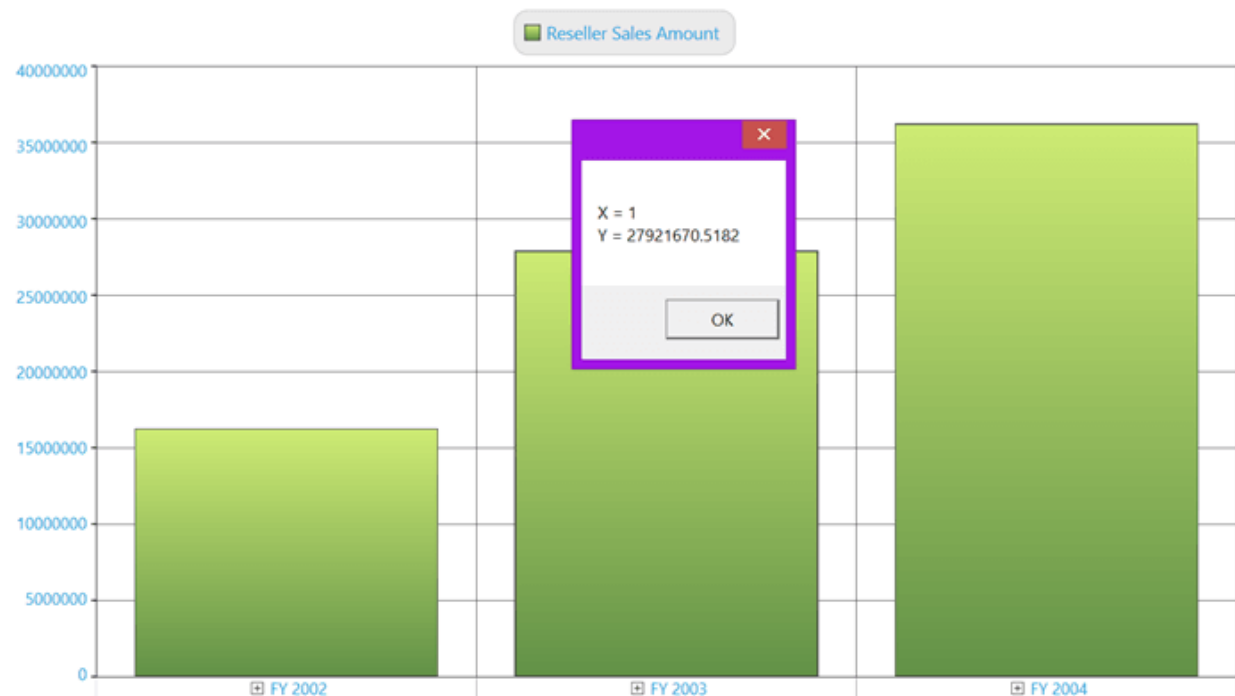 Reseller Sales Amount
40000000
35000000
30000000
25000000
20000000
15000000
10000000
5000000
0
X = 1
Y = 27921670.5182
OK
FY 2002
FY 2003
FY 2004